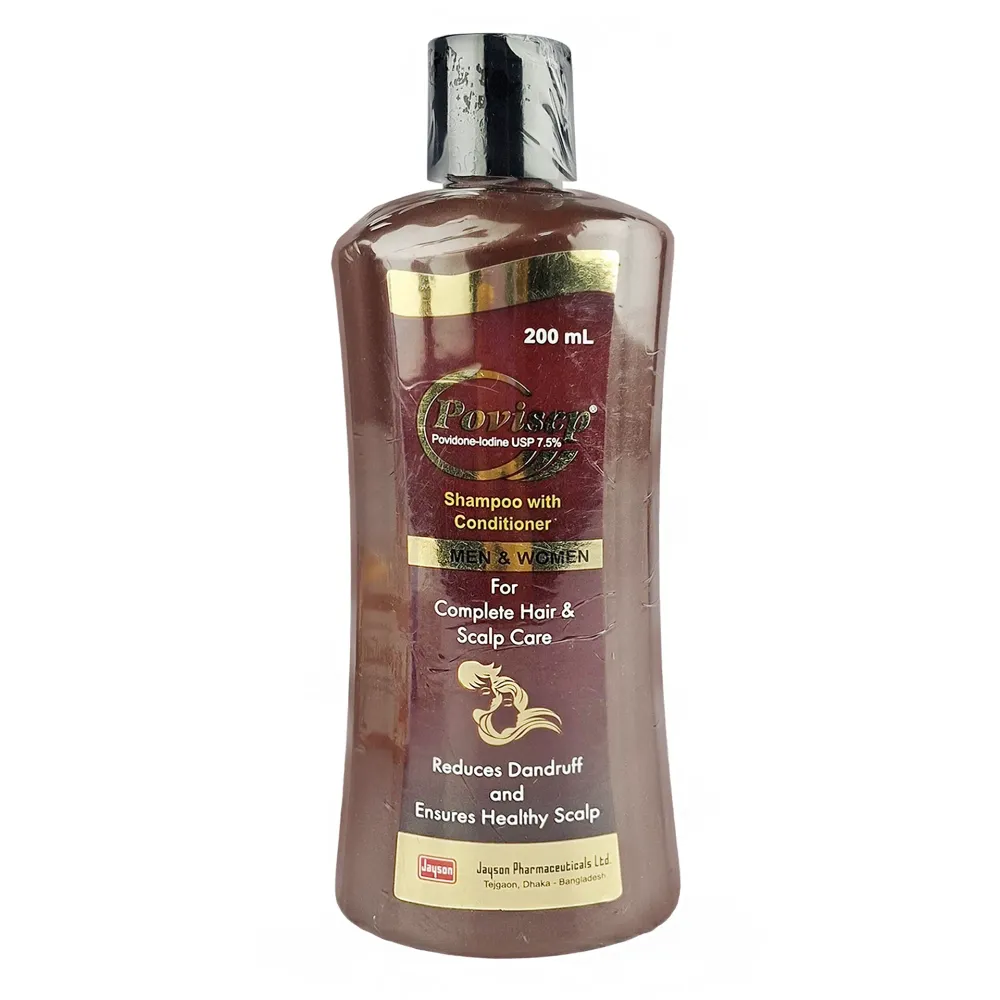 200 mL
Povisep®
Povidone-Iodine USP 7.5%
Shampoo with
Conditioner
MEN & WOMEN
For
Complete Hair &
Scalp Care
Reduces Dandruff
and
Ensures Healthy Scalp
Jayson
Jayson Pharmaceuticals Ltd.
Tejgaon, Dhaka - Bangladesh